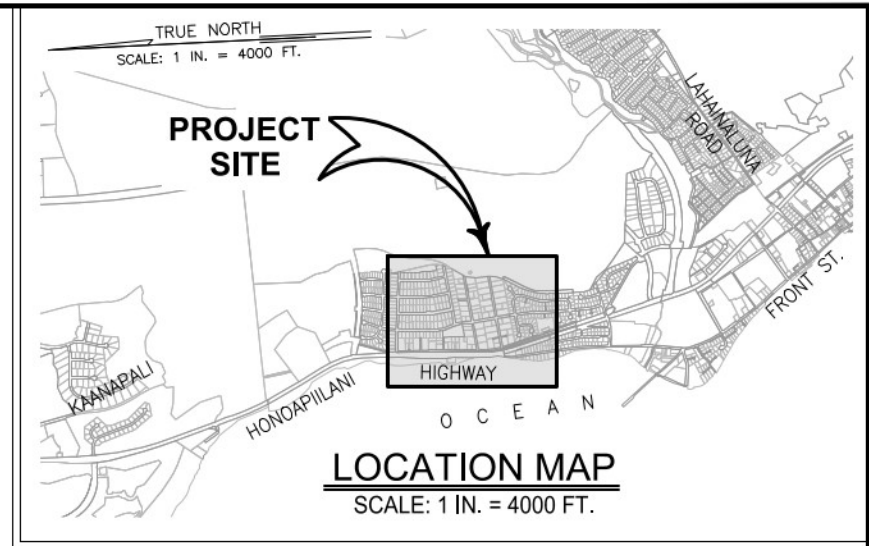 TRUE NORTH
SCALE: 1 IN. = 4000 FT.
PROJECT
SITE
LAHAINALUNA
ROAD
FRONT ST.
KAANAPALI
HONOAPIILANI
HIGHWAY
OCEAN
LOCATION MAP
SCALE: 1 IN. = 4000 FT.